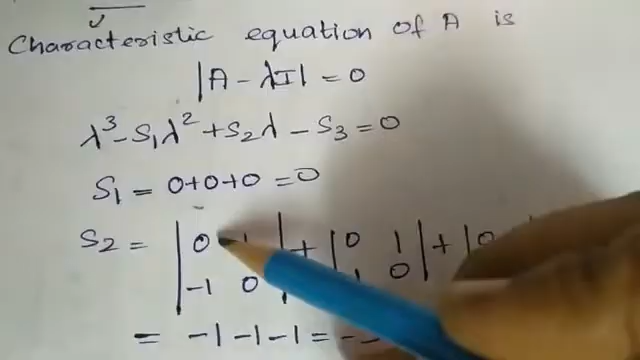 Characteristic equation of A is
|A - λI| = 0
λ³ - S₁λ² + S₂λ - S₃ = 0
S₁ = 0+0+0 = 0
S₂ = | 0 1 | + | 0 1 | + | 0
-1 0 0
= -1 -1 -1 = -